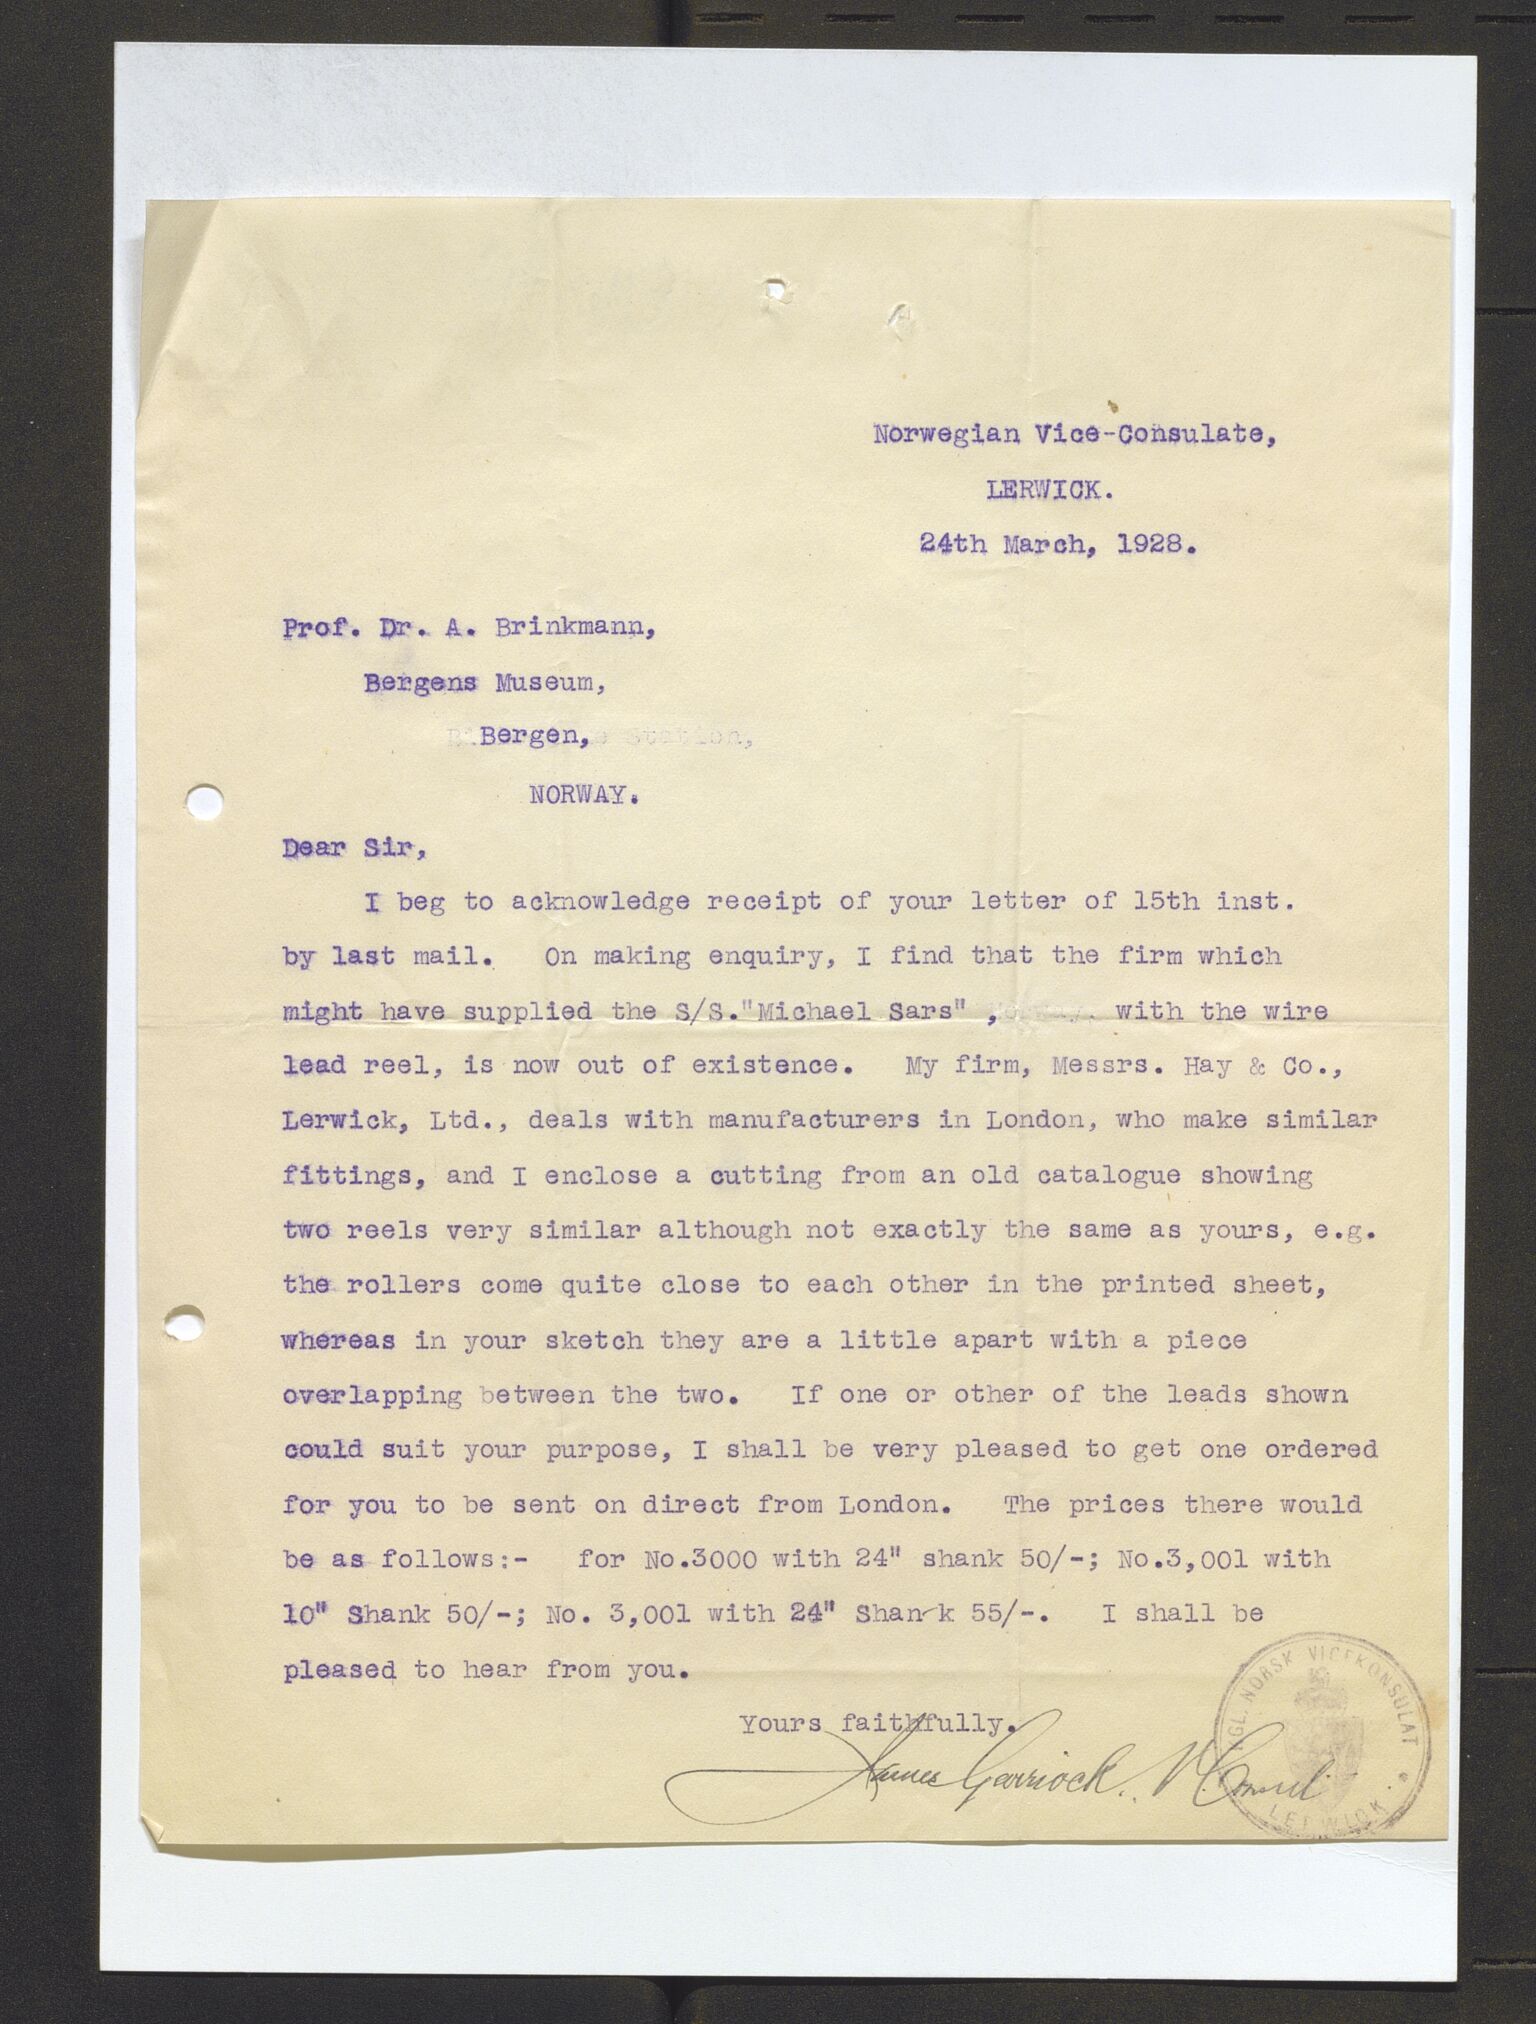 Norwegian Vice-Consulate,
LERWICK.
24th March, 1928.
Prof. Dr. A. Brinkmann,
Bergens Museum,
Bergen,
NORWAY.
Dear Sir,
I beg to acknowledge receipt of your letter of 15th inst.
by last mail. On making enquiry, I find that the firm which
might have supplied the S/S."Michael Sars" , with the wire
lead reel, is now out of existence. My firm, Messrs. Hay & Co.,
Lerwick, Ltd., deals with manufacturers in London, who make similar
fittings, and I enclose a cutting from an old catalogue showing
two reels very similar although not exactly the same as yours, e.g.
the rollers come quite close to each other in the printed sheet,
whereas in your sketch they are a little apart with a piece
overlapping between the two. If one or other of the leads shown
could suit your purpose, I shall be very pleased to get one ordered
for you to be sent on direct from London. The prices there would
be as follows:- for No.3000 with 24" shank 50/-; No.3,001 with
10" Shank 50/-; No. 3,001 with 24" Shank 55/-. I shall be
pleased to hear from you.
Yours faithfully.
James Garriock. V. Consul
KGL. NORSK VICEKONSULAT
LERWICK